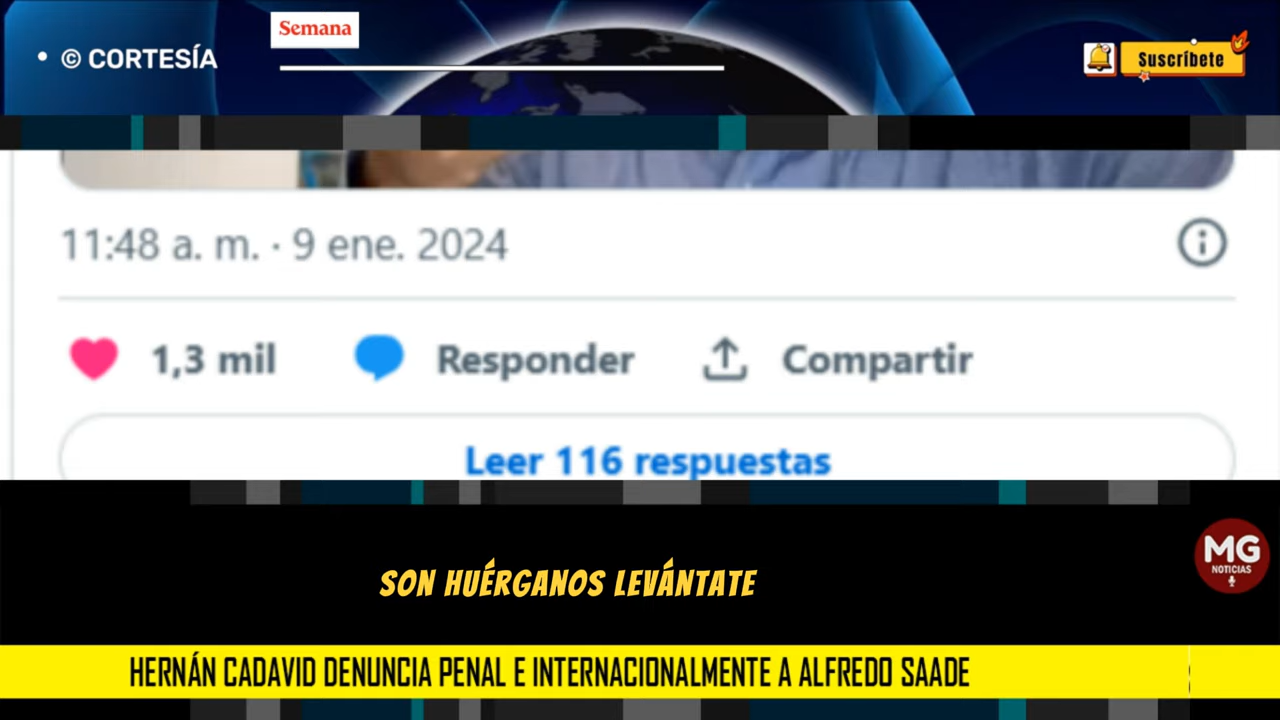 Semana
• © CORTESÍA
Suscríbete
11:48 a. m. · 9 ene. 2024
1,3 mil Responder Compartir
Leer 116 respuestas
SON HUÉRGANOS LEVÁNTATE
MG
NOTICIAS
HERNÁN CADAVID DENUNCIA PENAL E INTERNACIONALMENTE A ALFREDO SAADE